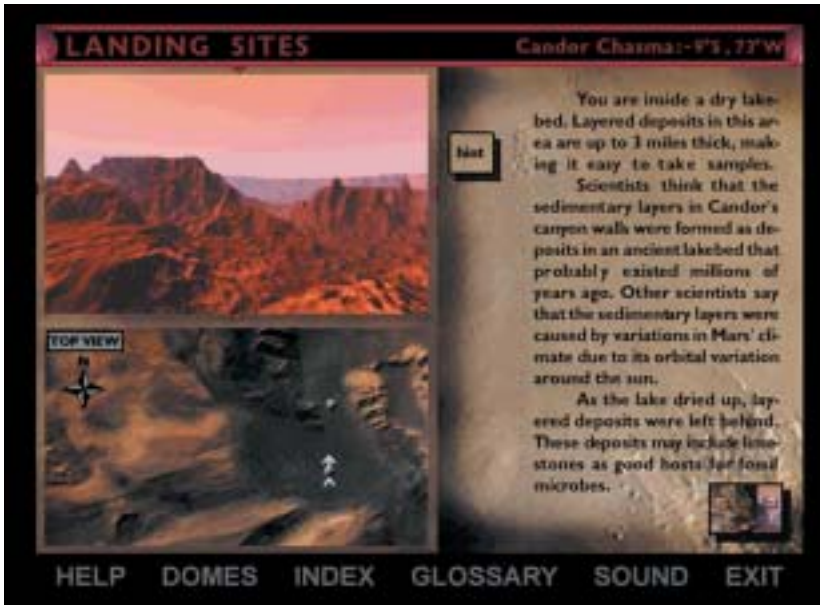 LANDING SITES
Candor Chasma:-9°S, 73°W
You are inside a dry lake-
bed. Layered deposits in this ar-
ea are up to 3 miles thick, mak-
ing it easy to take samples.
Scientists think that the
sedimentary layers in Candor's
canyon walls were formed as de-
posits in an ancient lakebed that
probably existed millions of
years ago. Other scientists say
that the sedimentary layers were
caused by variations in Mars' cli-
mate due to its orbital variation
around the sun.
As the lake dried up, lay-
ered deposits were left behind.
These deposits may include lime-
stones as good hosts for fossil
microbes.
hint
TOP VIEW
N
HELP DOMES INDEX GLOSSARY SOUND EXIT